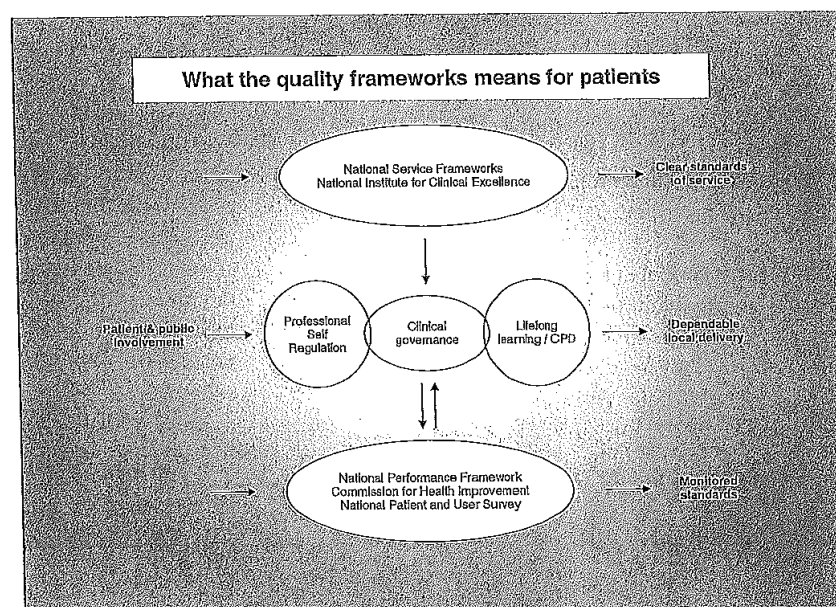 What the quality frameworks means for patients
National Service Frameworks
National Institute for Clinical Excellence
Clear standards
of service
Patient & public
Involvement
Professional
Self
Regulation
Clinical
governance
Lifelong
learning / CPD
Dependable
local delivery
National Performance Framework
Commission for Health Improvement
National Patient and User Survey
Monitored
standards